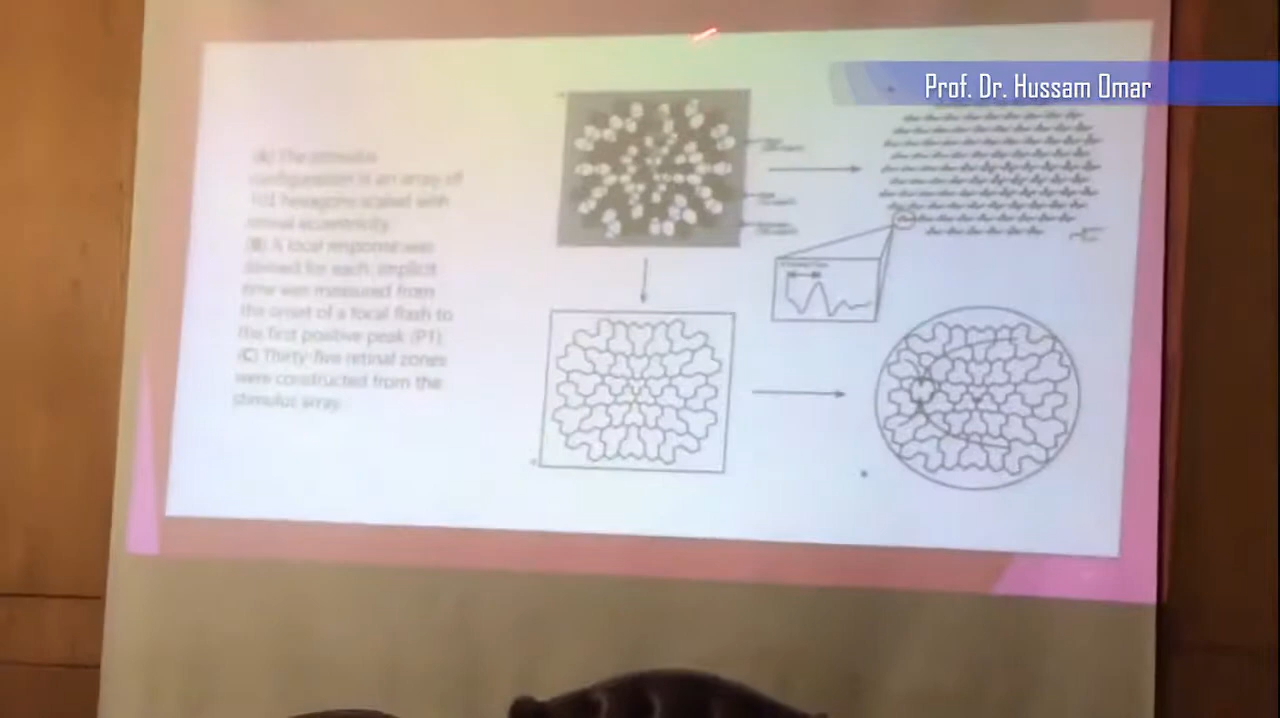 Prof. Dr. Hussam Omar
(A) The stimulus
configuration is an array of
103 hexagons scaled with
retinal eccentricity.
(B) A local response was
derived for each; implicit
time was measured from
the onset of a focal flash to
the first positive peak (P1).
(C) Thirty-five retinal zones
were constructed from the
stimulus array.